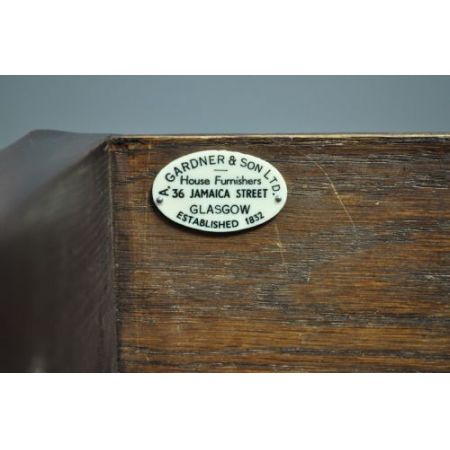 A. GARDNER & SON LTD.
House Furnishers
36 JAMAICA STREET
GLASGOW
ESTABLISHED 1832